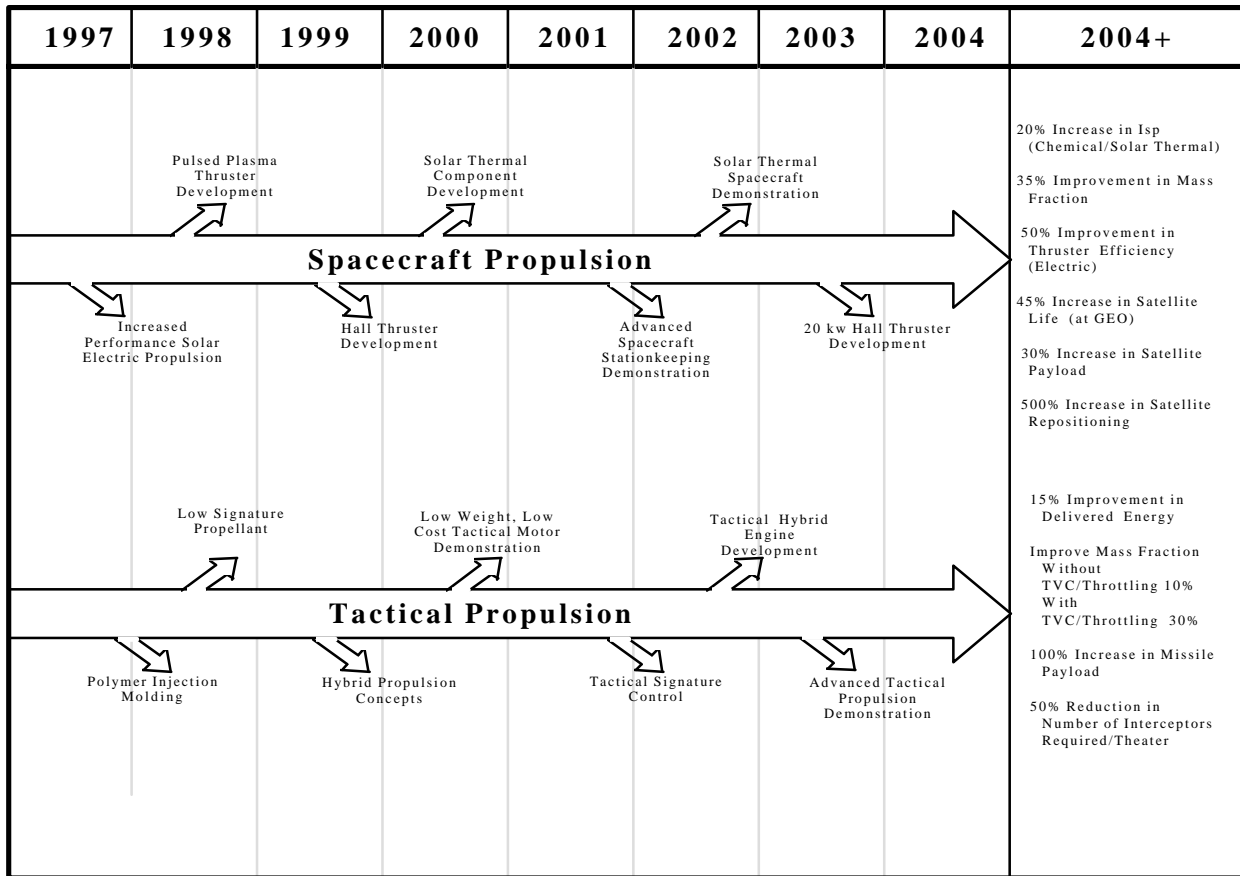 1997 1998 1999 2000 2001 2002 2003 2004 2004+
Pulsed Plasma
Thruster
Development
Solar Thermal
Component
Development
Solar Thermal
Spacecraft
Demonstration
Spacecraft Propulsion
Increased
Performance Solar
Electric Propulsion
Hall Thruster
Development
Advanced
Spacecraft
Stationkeeping
Demonstration
20 kw Hall Thruster
Development
20% Increase in Isp
(Chemical/Solar Thermal)
35% Improvement in Mass
Fraction
50% Improvement in
Thruster Efficiency
(Electric)
45% Increase in Satellite
Life (at GEO)
30% Increase in Satellite
Payload
500% Increase in Satellite
Repositioning
Low Signature
Propellant
Low Weight, Low
Cost Tactical Motor
Demonstration
Tactical Hybrid
Engine
Development
Tactical Propulsion
Polymer Injection
Molding
Hybrid Propulsion
Concepts
Tactical Signature
Control
Advanced Tactical
Propulsion
Demonstration
15% Improvement in
Delivered Energy
Improve Mass Fraction
Without
TVC/Throttling 10%
With
TVC/Throttling 30%
100% Increase in Missile
Payload
50% Reduction in
Number of Interceptors
Required/Theater